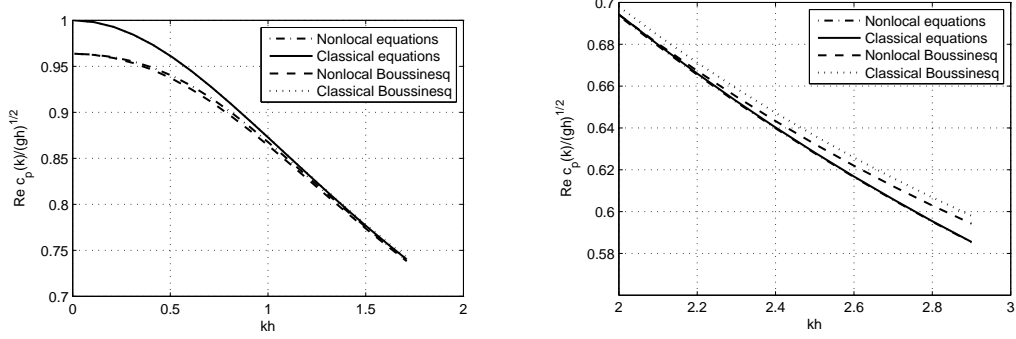 1
0.95
0.9
0.85
0.8
0.75
0.7
0
0.5
1
1.5
2
Re c_p(k)/(gh)^{1/2}
kh
Nonlocal equations
Classical equations
Nonlocal Boussinesq
Classical Boussinesq
0.7
0.68
0.66
0.64
0.62
0.6
0.58
2
2.2
2.4
2.6
2.8
3
Re c_p(k)/(gh)^{1/2}
kh
Nonlocal equations
Classical equations
Nonlocal Boussinesq
Classical Boussinesq